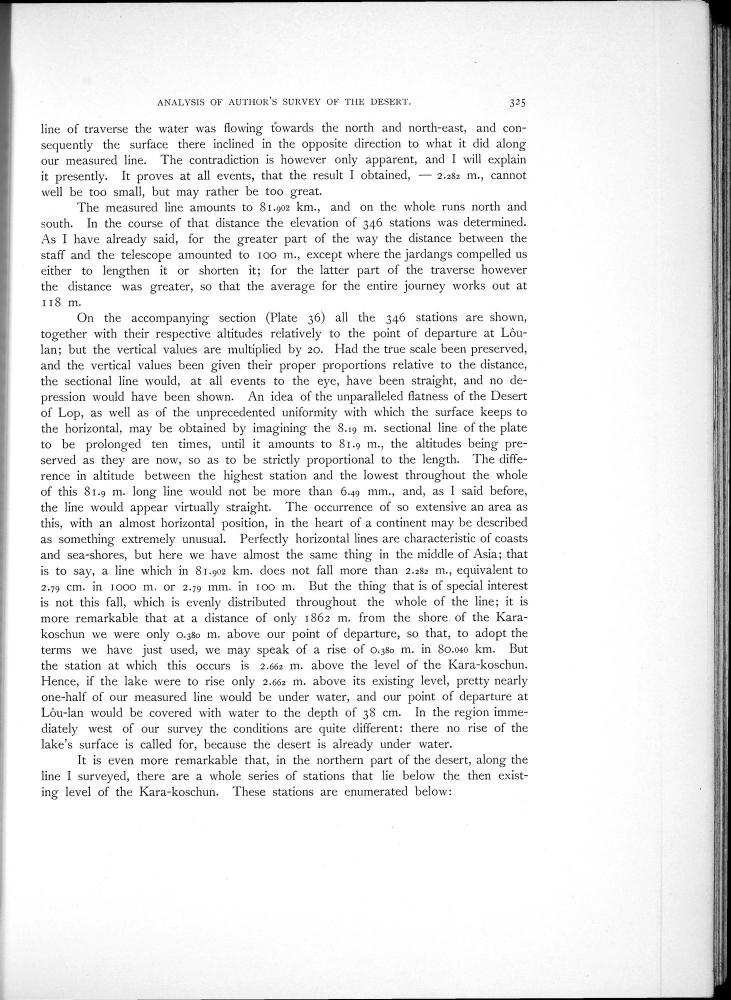 ANALYSIS OF AUTHOR'S SURVEY OF THE DESERT. 325
line of traverse the water was flowing towards the north and north-east, and con-
sequently the surface there inclined in the opposite direction to what it did along
our measured line. The contradiction is however only apparent, and I will explain
it presently. It proves at all events, that the result I obtained, — 2.282 m., cannot
well be too small, but may rather be too great.
The measured line amounts to 81.902 km., and on the whole runs north and
south. In the course of that distance the elevation of 346 stations was determined.
As I have already said, for the greater part of the way the distance between the
staff and the telescope amounted to 100 m., except where the jardangs compelled us
either to lengthen it or shorten it; for the latter part of the traverse however
the distance was greater, so that the average for the entire journey works out at
118 m.
On the accompanying section (Plate 36) all the 346 stations are shown,
together with their respective altitudes relatively to the point of departure at Lôu-
lan; but the vertical values are multiplied by 20. Had the true scale been preserved,
and the vertical values been given their proper proportions relative to the distance,
the sectional line would, at all events to the eye, have been straight, and no de-
pression would have been shown. An idea of the unparalleled flatness of the Desert
of Lop, as well as of the unprecedented uniformity with which the surface keeps to
the horizontal, may be obtained by imagining the 8.19 m. sectional line of the plate
to be prolonged ten times, until it amounts to 81.9 m., the altitudes being pre-
served as they are now, so as to be strictly proportional to the length. The diffe-
rence in altitude between the highest station and the lowest throughout the whole
of this 81.9 m. long line would not be more than 6.49 mm., and, as I said before,
the line would appear virtually straight. The occurrence of so extensive an area as
this, with an almost horizontal position, in the heart of a continent may be described
as something extremely unusual. Perfectly horizontal lines are characteristic of coasts
and sea-shores, but here we have almost the same thing in the middle of Asia; that
is to say, a line which in 81.902 km. does not fall more than 2.282 m., equivalent to
2.79 cm. in 1000 m. or 2.79 mm. in 100 m. But the thing that is of special interest
is not this fall, which is evenly distributed throughout the whole of the line; it is
more remarkable that at a distance of only 1862 m. from the shore of the Kara-
koschun we were only 0.380 m. above our point of departure, so that, to adopt the
terms we have just used, we may speak of a rise of 0.380 m. in 80.040 km. But
the station at which this occurs is 2.662 m. above the level of the Kara-koschun.
Hence, if the lake were to rise only 2.662 m. above its existing level, pretty nearly
one-half of our measured line would be under water, and our point of departure at
Lôu-lan would be covered with water to the depth of 38 cm. In the region imme-
diately west of our survey the conditions are quite different: there no rise of the
lake's surface is called for, because the desert is already under water.
It is even more remarkable that, in the northern part of the desert, along the
line I surveyed, there are a whole series of stations that lie below the then exist-
ing level of the Kara-koschun. These stations are enumerated below: